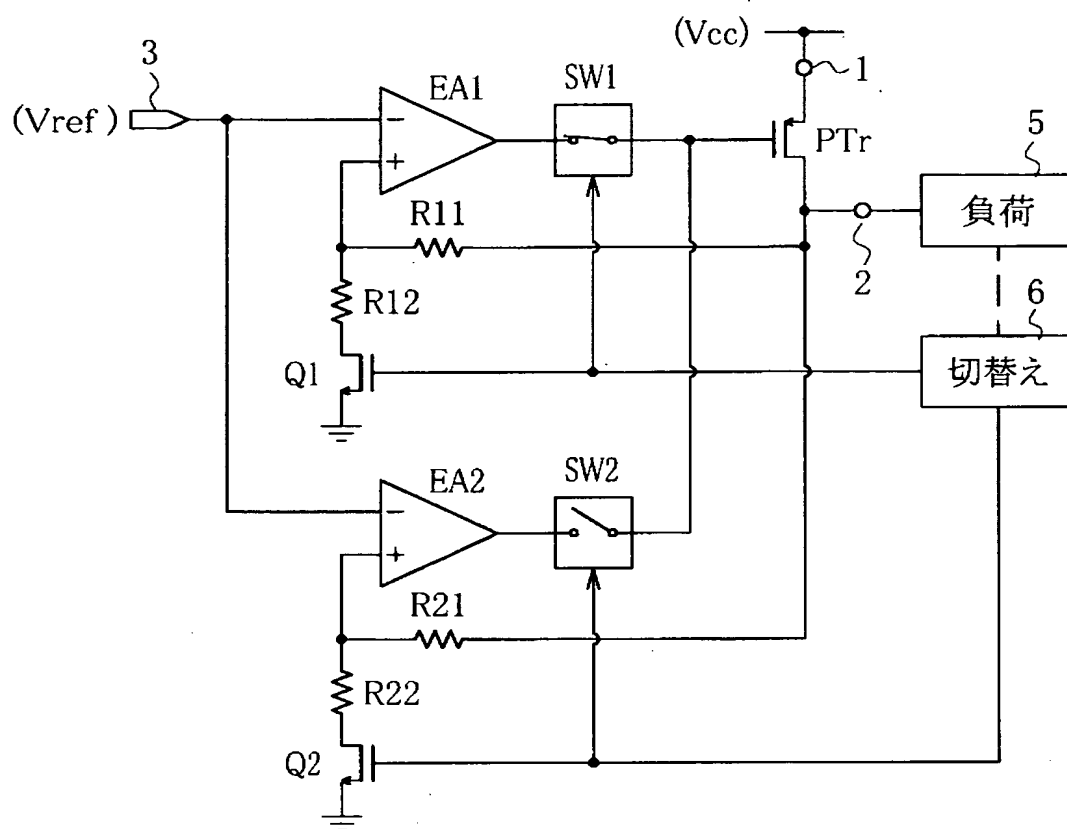 (Vcc)
3
EA1
SW1
1
(Vref)
−
+
PTr
5
負荷
R11
2
R12
6
切替え
Q1
EA2
SW2
−
+
R21
R22
Q2